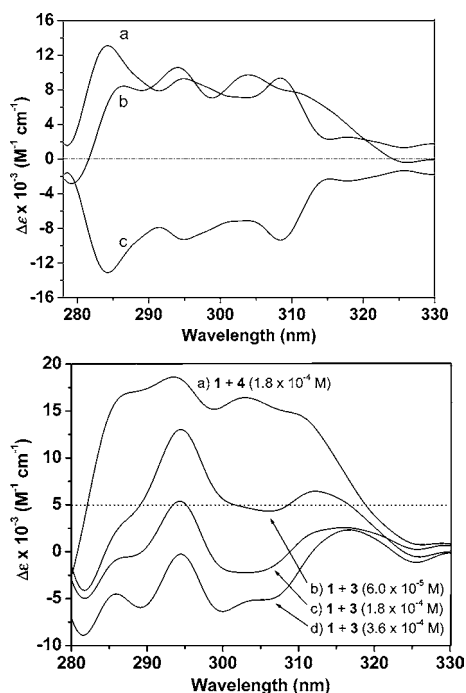 16
12
8
4
0
-4
-8
-12
-16
Δε x 10⁻³ (M⁻¹ cm⁻¹)
a
b
c
280 290 300 310 320 330
Wavelength (nm)
20
15
10
5
0
-5
-10
Δε x 10⁻³ (M⁻¹ cm⁻¹)
a) 1 + 4 (1.8 x 10⁻⁴ M)
b) 1 + 3 (6.0 x 10⁻⁵ M)
c) 1 + 3 (1.8 x 10⁻⁴ M)
d) 1 + 3 (3.6 x 10⁻⁴ M)
280 290 300 310 320 330
Wavelength (nm)